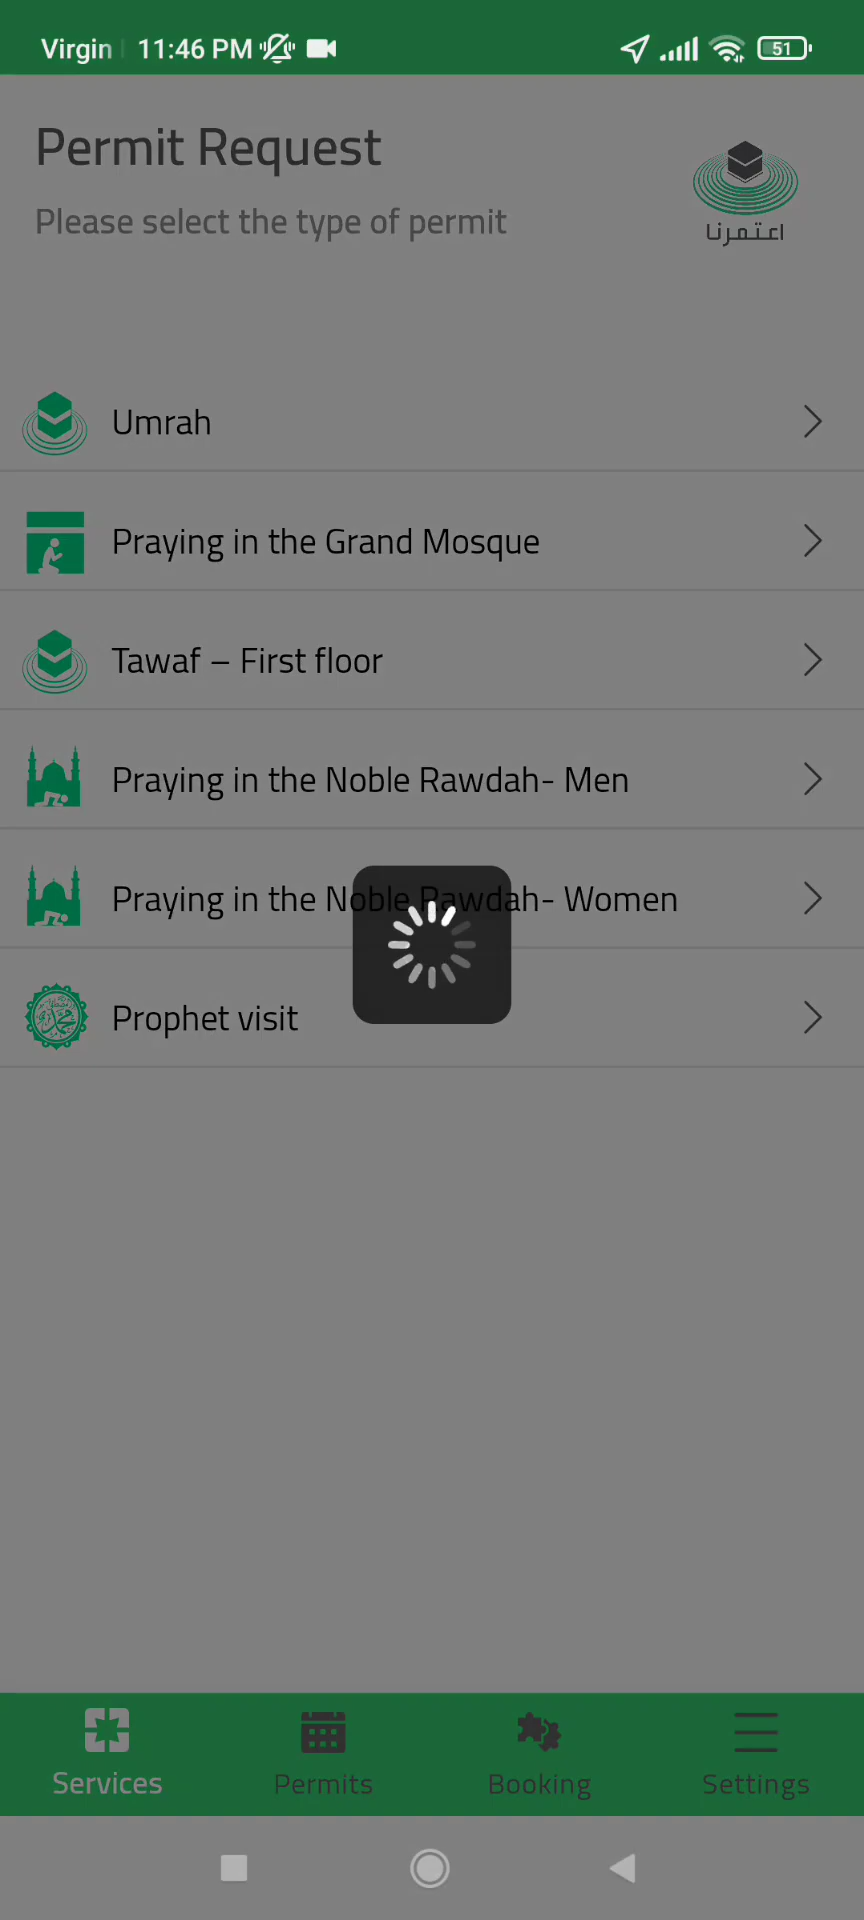 Virgin 11:46 PM 51
Permit Request
Please select the type of permit
اعتمرنا
Umrah
Praying in the Grand Mosque
Tawaf – First floor
Praying in the Noble Rawdah- Men
Praying in the Noble Rawdah- Women
Prophet visit
Services Permits Booking Settings